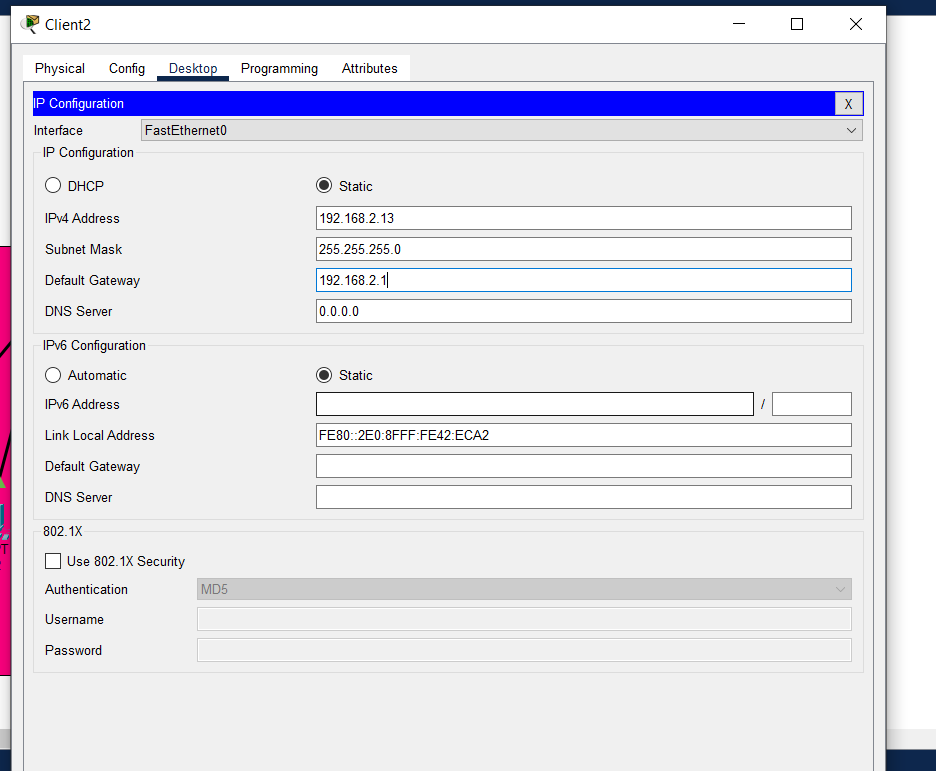 Client2
Physical Config Desktop Programming Attributes
IP Configuration X
Interface FastEthernet0
IP Configuration
DHCP Static
IPv4 Address 192.168.2.13
Subnet Mask 255.255.255.0
Default Gateway 192.168.2.1
DNS Server 0.0.0.0
IPv6 Configuration
Automatic Static
IPv6 Address /
Link Local Address FE80::2E0:8FFF:FE42:ECA2
Default Gateway
DNS Server
802.1X
Use 802.1X Security
Authentication MD5
Username
Password